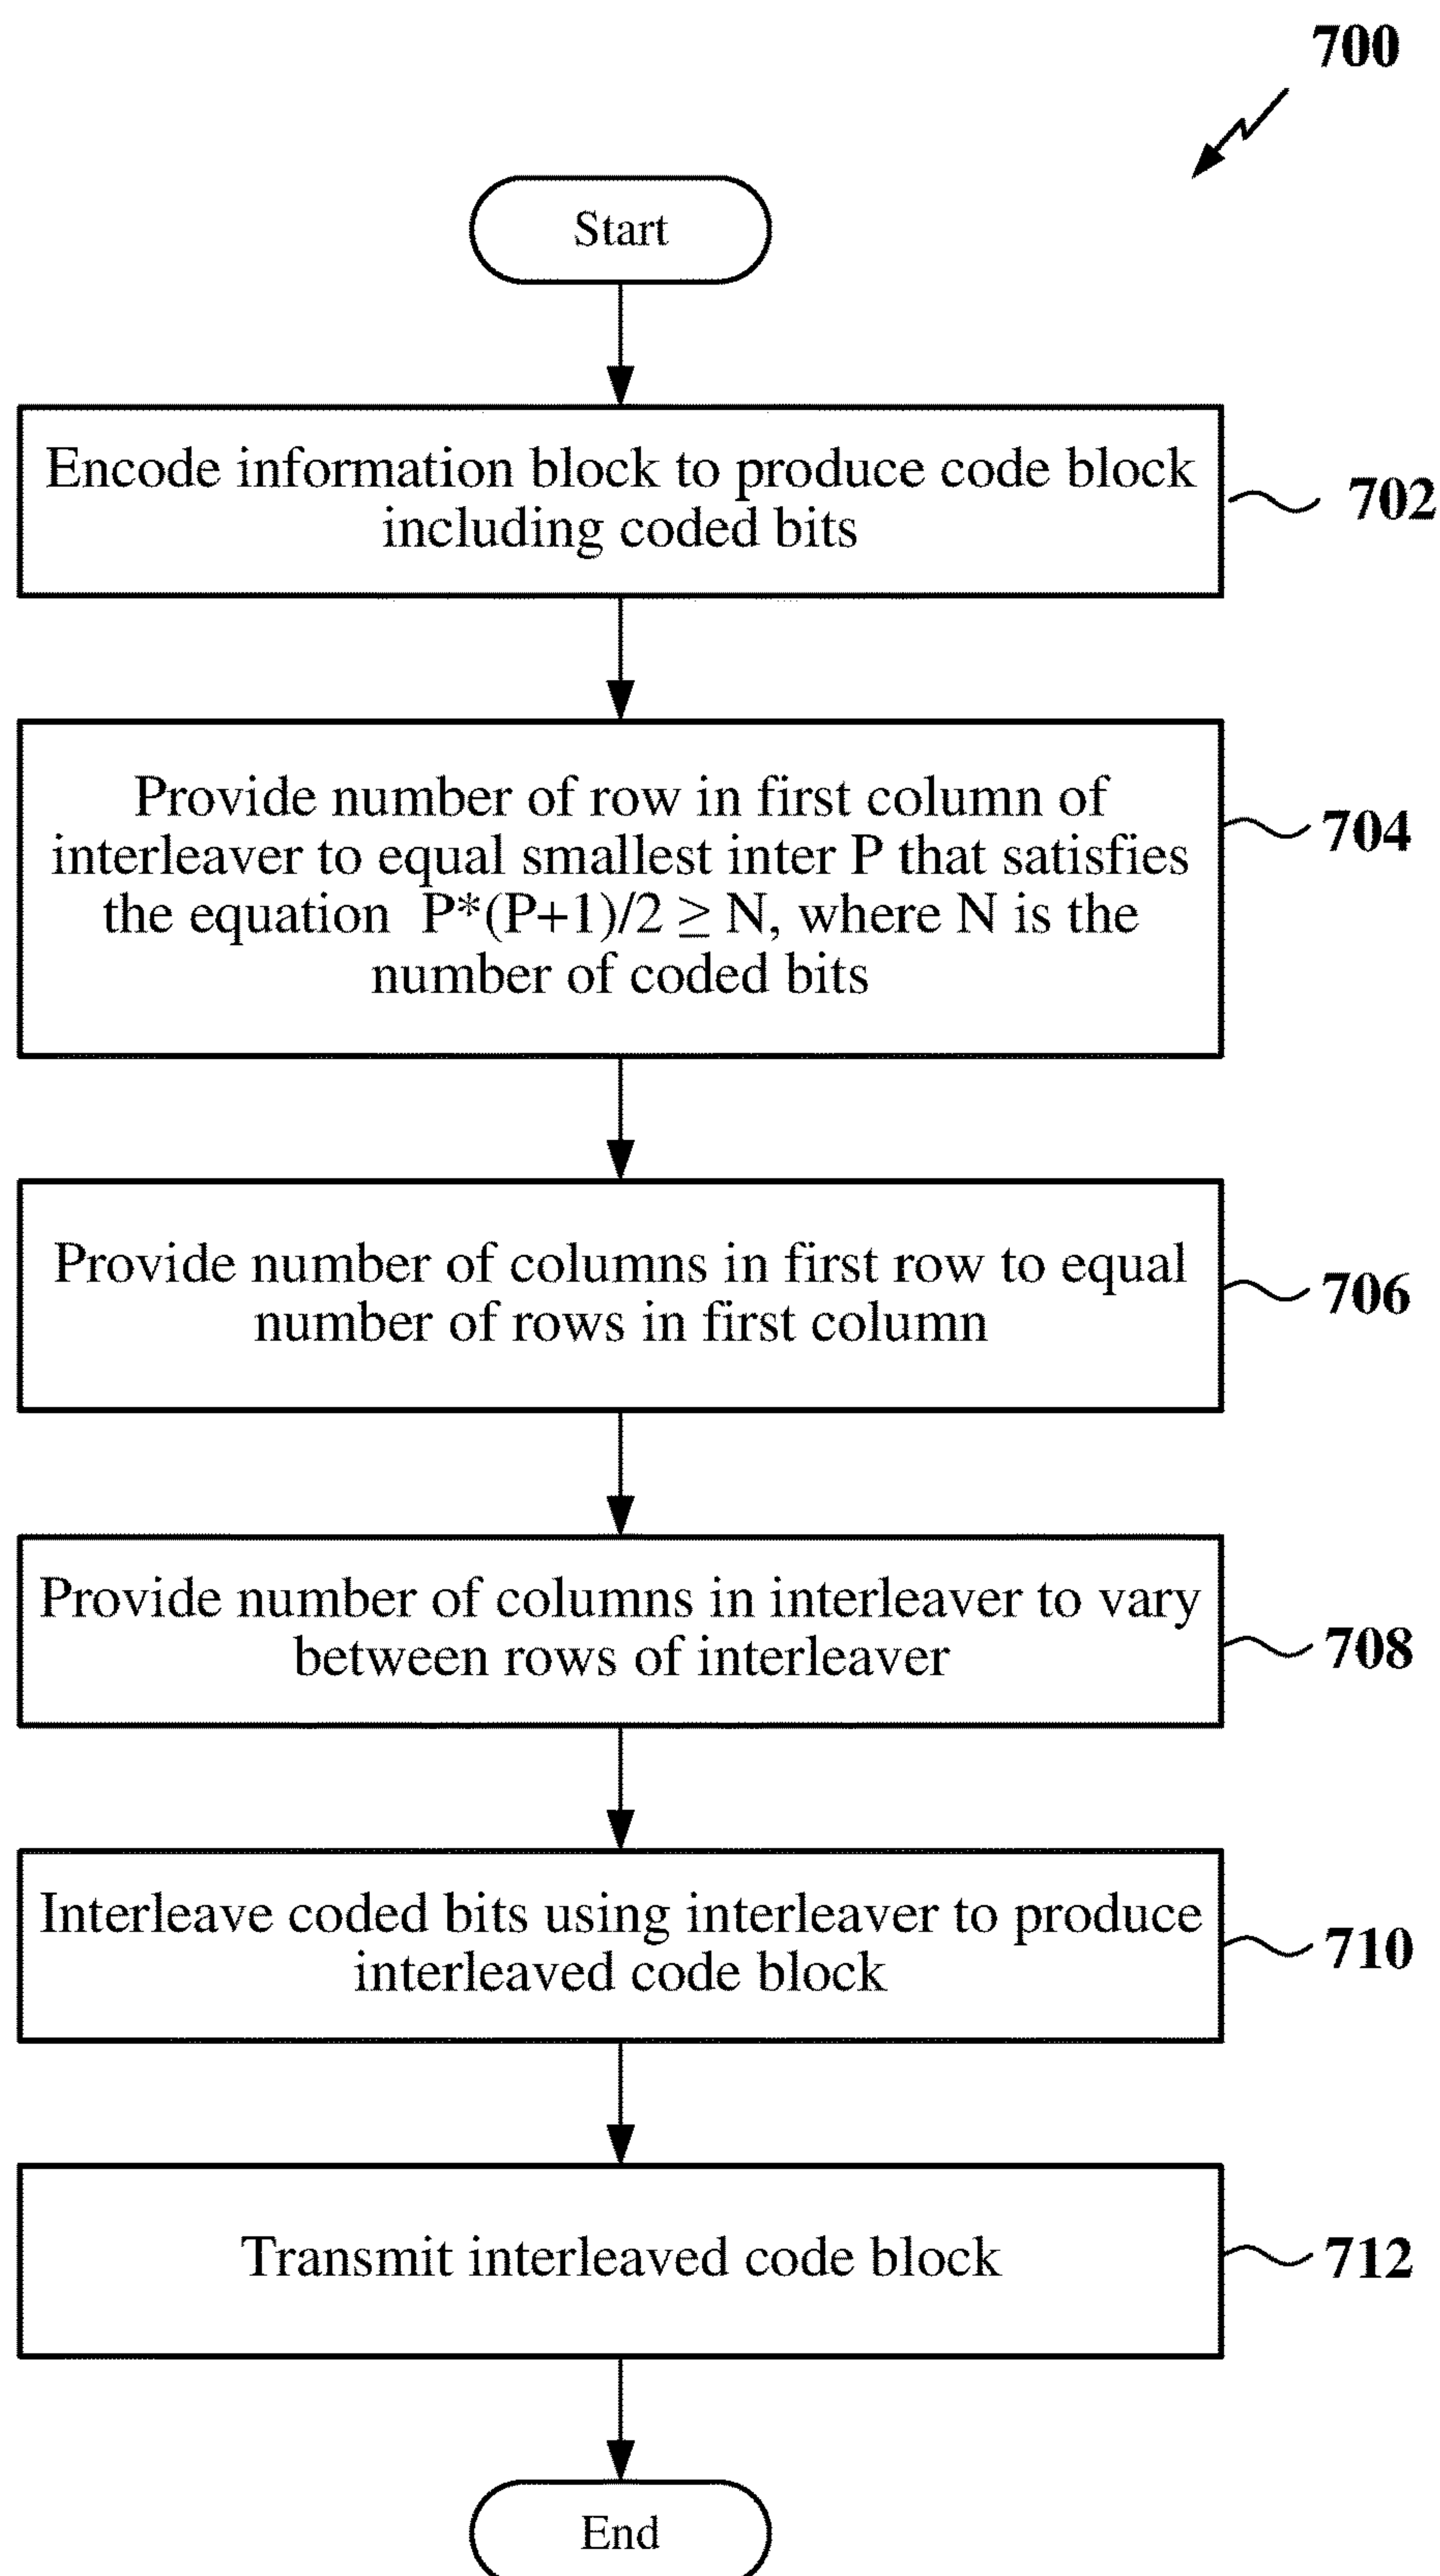 700
Start
Encode information block to produce code block
including coded bits
702
Provide number of row in first column of
interleaver to equal smallest inter P that satisfies
the equation P*(P+1)/2 ≥ N, where N is the
number of coded bits
704
Provide number of columns in first row to equal
number of rows in first column
706
Provide number of columns in interleaver to vary
between rows of interleaver
708
Interleave coded bits using interleaver to produce
interleaved code block
710
Transmit interleaved code block
712
End